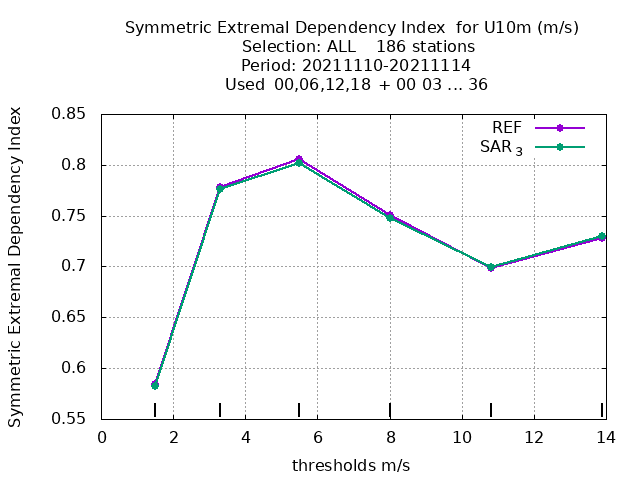 Symmetric Extremal Dependency Index for U10m (m/s)
Selection: ALL 186 stations
Period: 20211110-20211114
Used 00,06,12,18 + 00 03 ... 36
Symmetric Extremal Dependency Index
0.85
0.8
0.75
0.7
0.65
0.6
0.55
REF
SAR 3
0 2 4 6 8 10 12 14
thresholds m/s